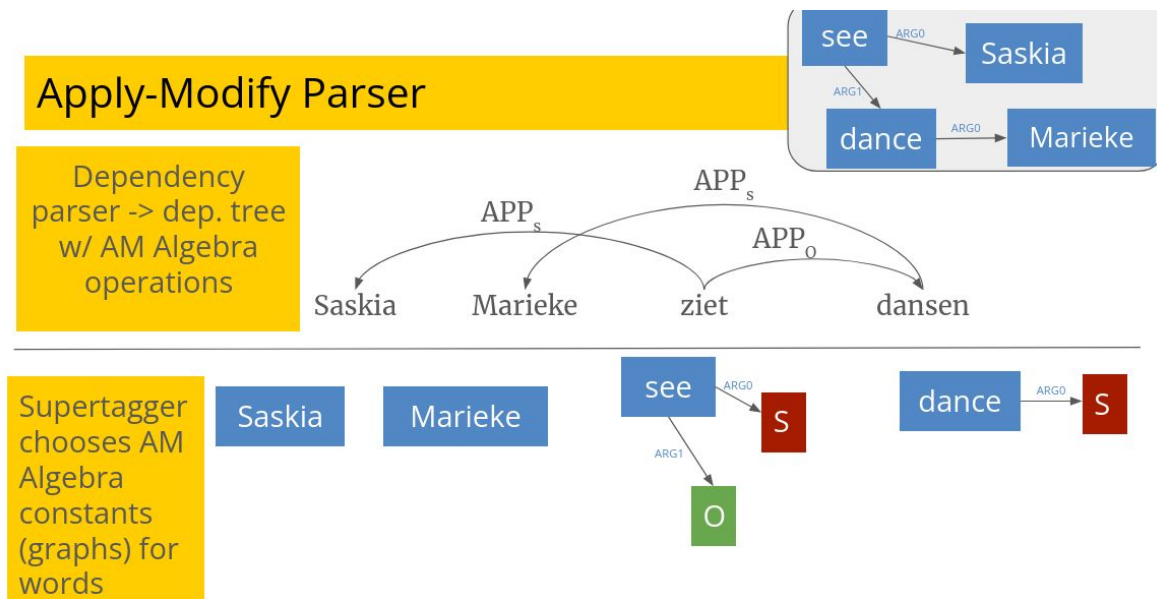 Apply-Modify Parser
see
ARG0
Saskia
ARG1
dance
ARG0
Marieke
Dependency
parser -> dep. tree
w/ AM Algebra
operations
APPs
APPs
APPO
Saskia Marieke ziet dansen
Supertagger
chooses AM
Algebra
constants
(graphs) for
words
Saskia
Marieke
see
ARG0
S
ARG1
O
dance
ARG0
S